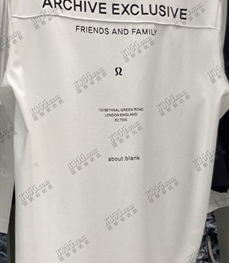 ARCHIVE EXCLUSIVE
FRIENDS AND FAMILY
Ω
LONDON ENGLAND
about:blank